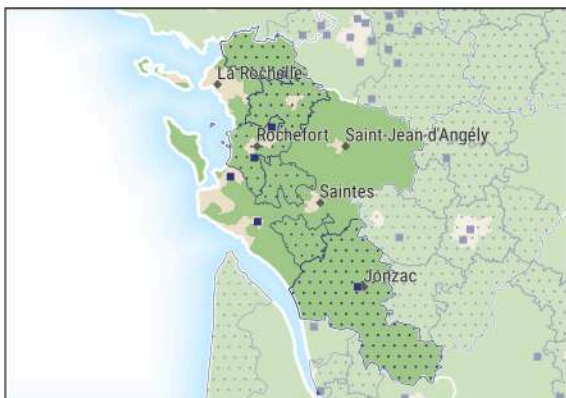 La Rochelle
Rochefort
Saint-Jean-d'Angély
Saintes
Jonzac